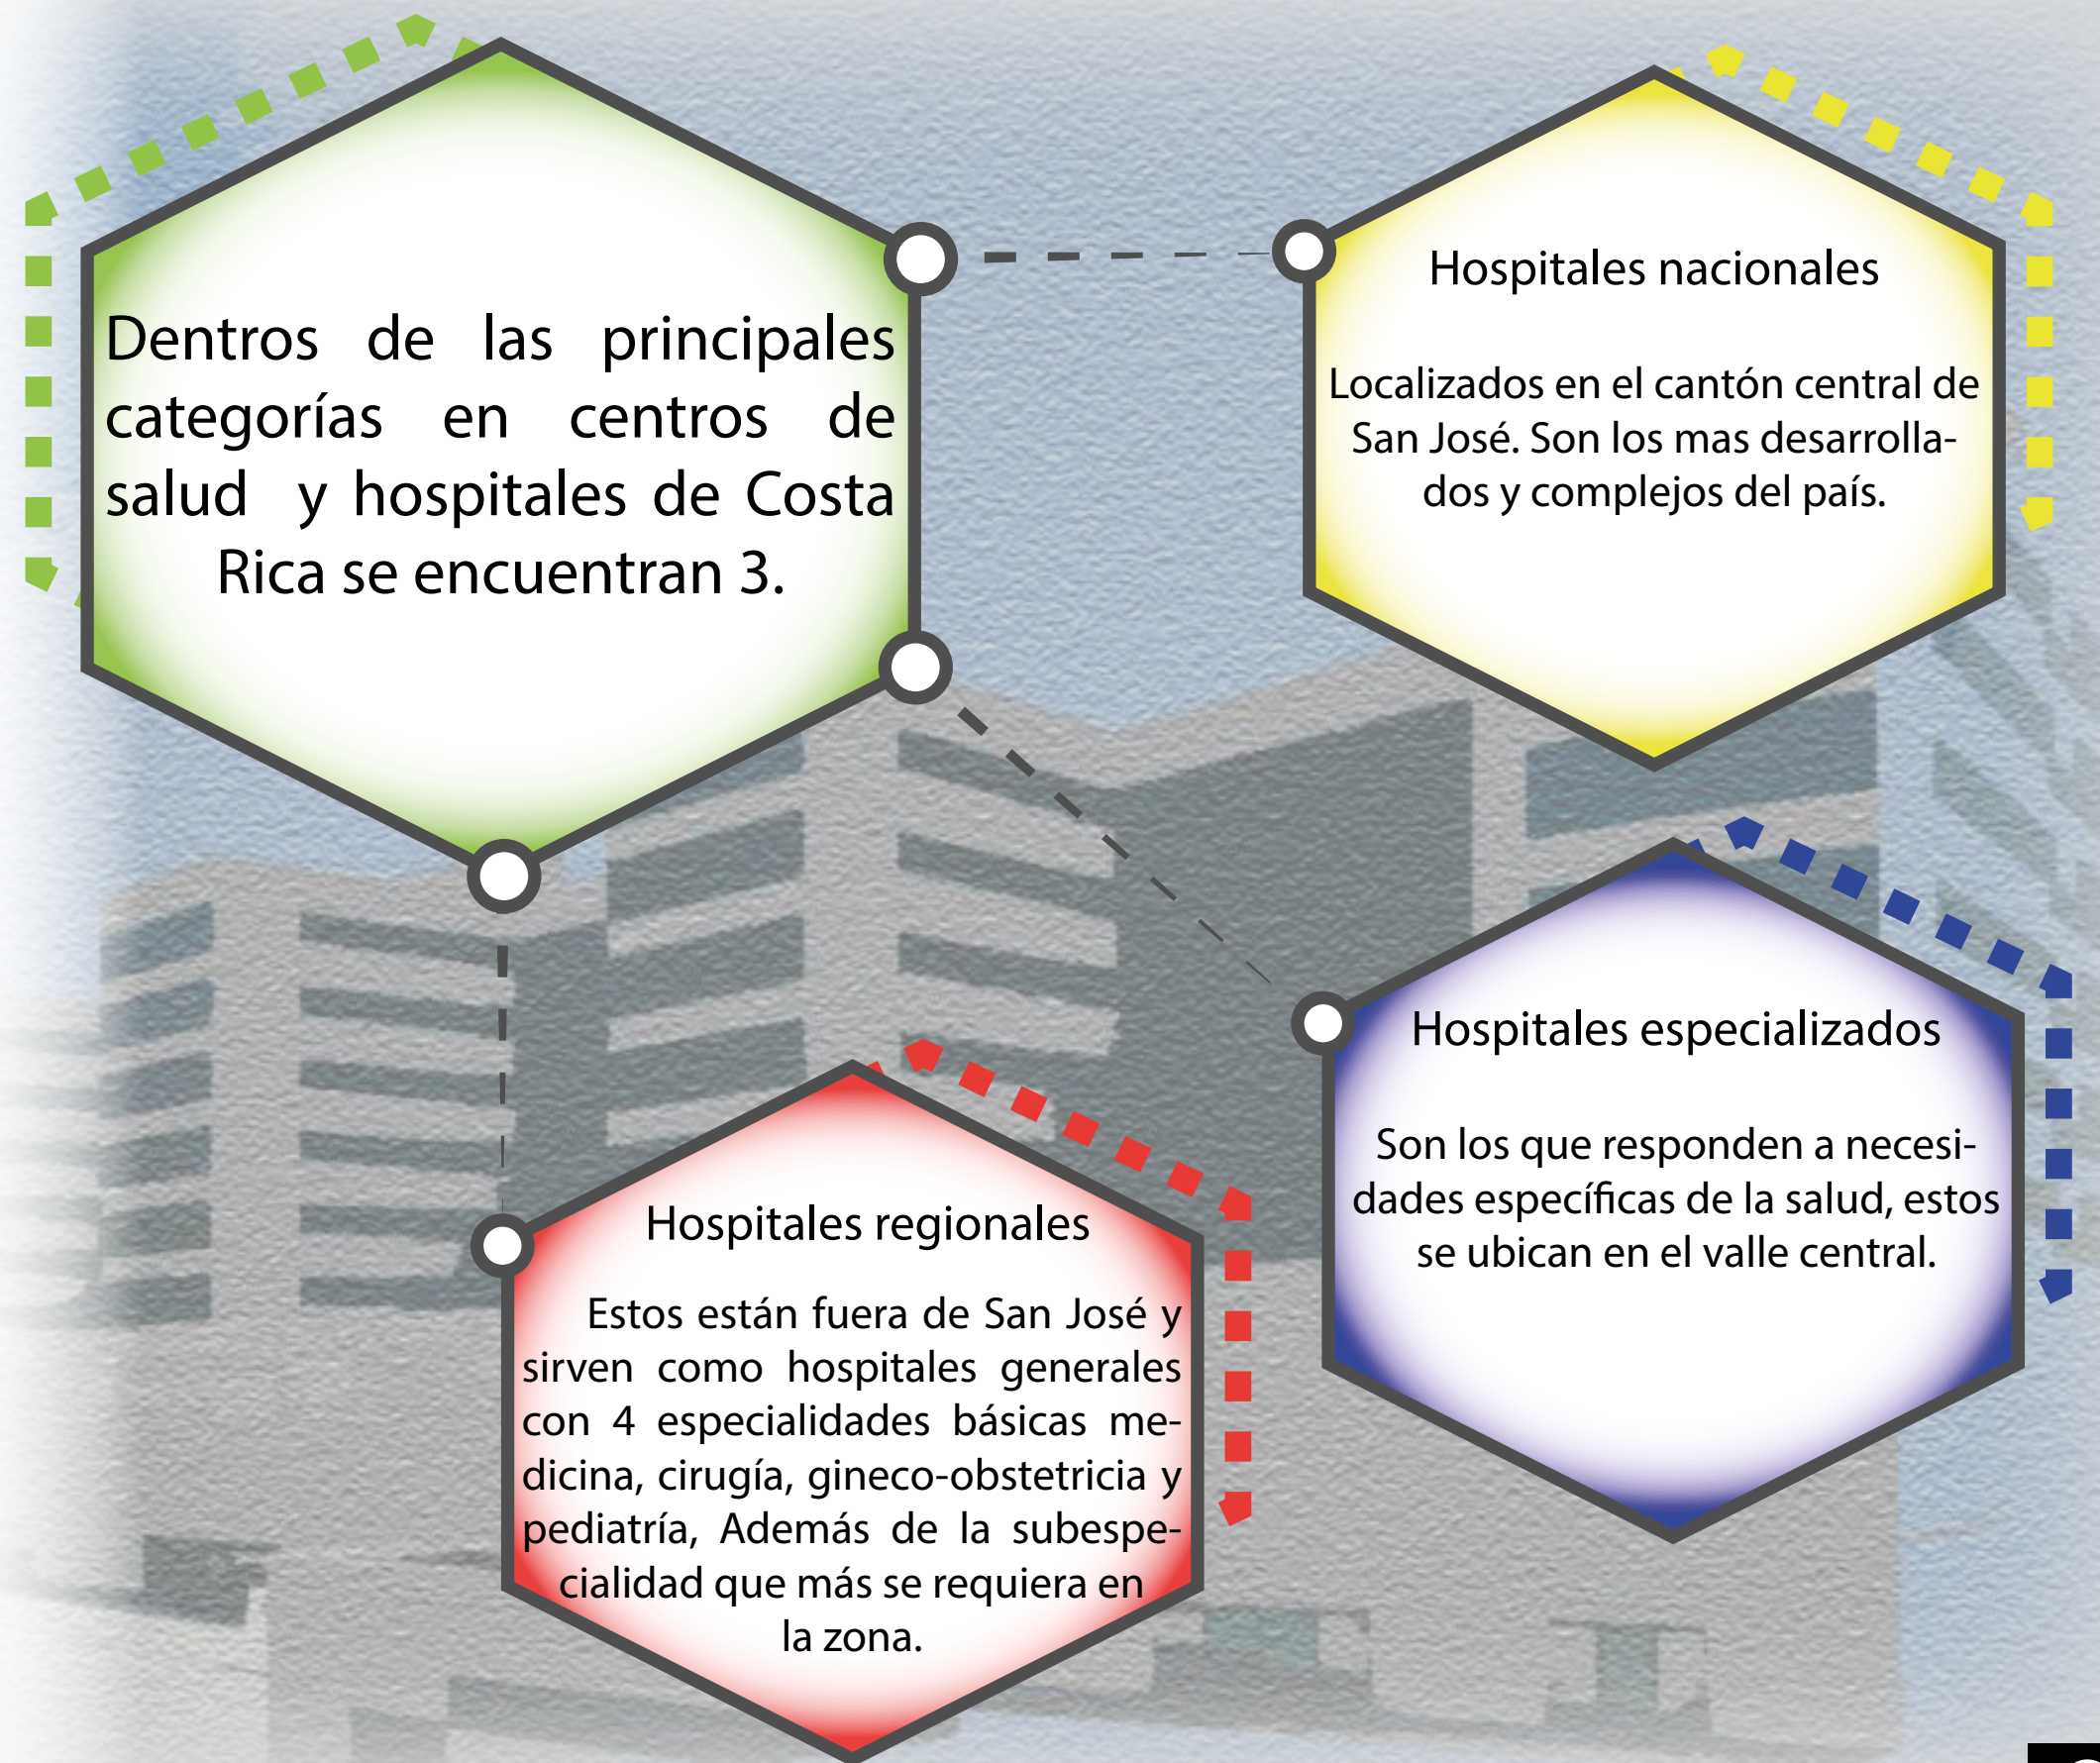 Dentros de las principales
categorías en centros de
salud y hospitales de Costa
Rica se encuentran 3.
Hospitales nacionales
Localizados en el cantón central de
San José. Son los mas desarrolla-
dos y complejos del país.
Hospitales especializados
Son los que responden a necesi-
dades específicas de la salud, estos
se ubican en el valle central.
Hospitales regionales
Estos están fuera de San José y
sirven como hospitales generales
con 4 especialidades básicas me-
dicina, cirugía, gineco-obstetricia y
pediatría, Además de la subespe-
cialidad que más se requiera en
la zona.